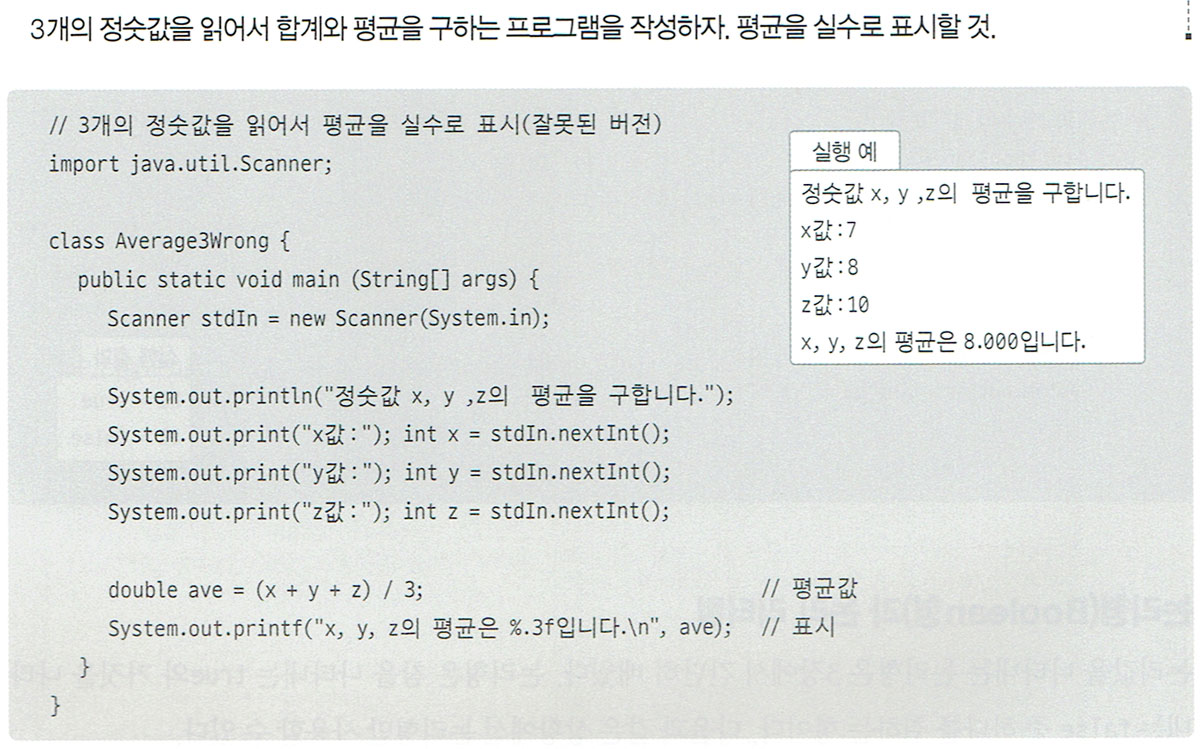 3개의 정숫값을 읽어서 합계와 평균을 구하는 프로그램을 작성하자. 평균을 실수로 표시할 것.
// 3개의 정숫값을 읽어서 평균을 실수로 표시(잘못된 버전)
import java.util.Scanner;
class Average3Wrong {
public static void main (String[] args) {
Scanner stdIn = new Scanner(System.in);
System.out.println("정숫값 x, y ,z의  평균을 구합니다.");
System.out.print("x값:"); int x = stdIn.nextInt();
System.out.print("y값:"); int y = stdIn.nextInt();
System.out.print("z값:"); int z = stdIn.nextInt();
double ave = (x + y + z) / 3; // 평균값
System.out.printf("x, y, z의 평균은 %.3f입니다.\n", ave); // 표시
}
}
실행 예
정숫값 x, y ,z의  평균을 구합니다.
x값:7
y값:8
z값:10
x, y, z의 평균은 8.000입니다.